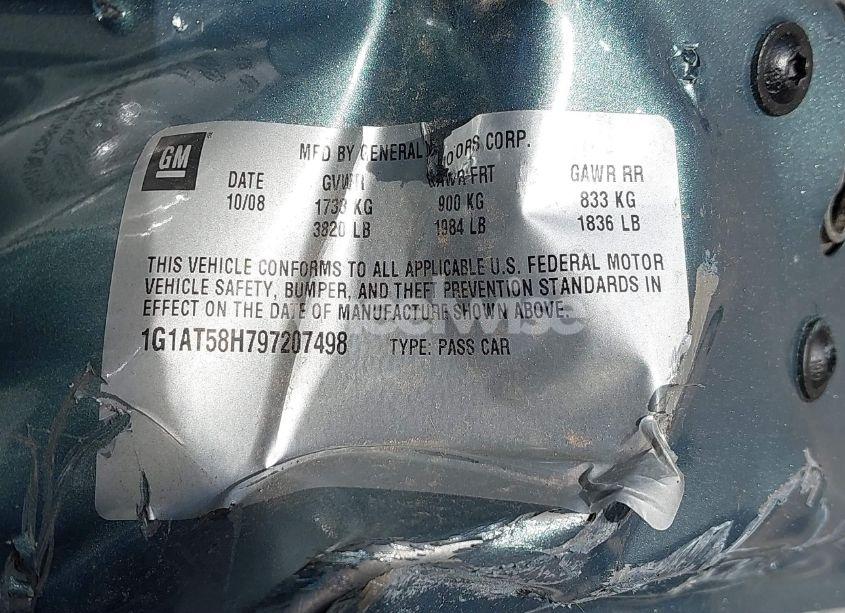 GM
MFD BY GENERAL CORP.
DATE GAWR RR
10/08 KG 900 KG 833 KG
3820 LB 1984 LB 1836 LB
THIS VEHICLE CONFORMS TO ALL APPLICABLE U.S. FEDERAL MOTOR
VEHICLE SAFETY, BUMPER, AND THEFT PREVENTION STANDARDS IN
EFFECT ON THE DATE OF MANUFACTURE SHOWN ABOVE.
1G1AT58H797207498 TYPE: PASS CAR